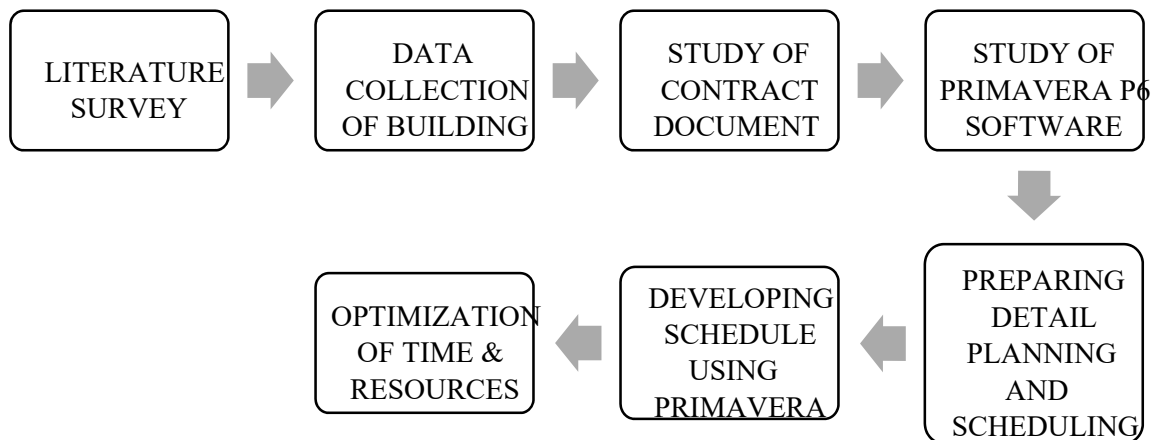 LITERATURE
SURVEY
DATA
COLLECTION
OF BUILDING
STUDY OF
CONTRACT
DOCUMENT
STUDY OF
PRIMAVERA P6
SOFTWARE
PREPARING
DETAIL
PLANNING
AND
SCHEDULING
DEVELOPING
SCHEDULE
USING
PRIMAVERA
OPTIMIZATION
OF TIME &
RESOURCES